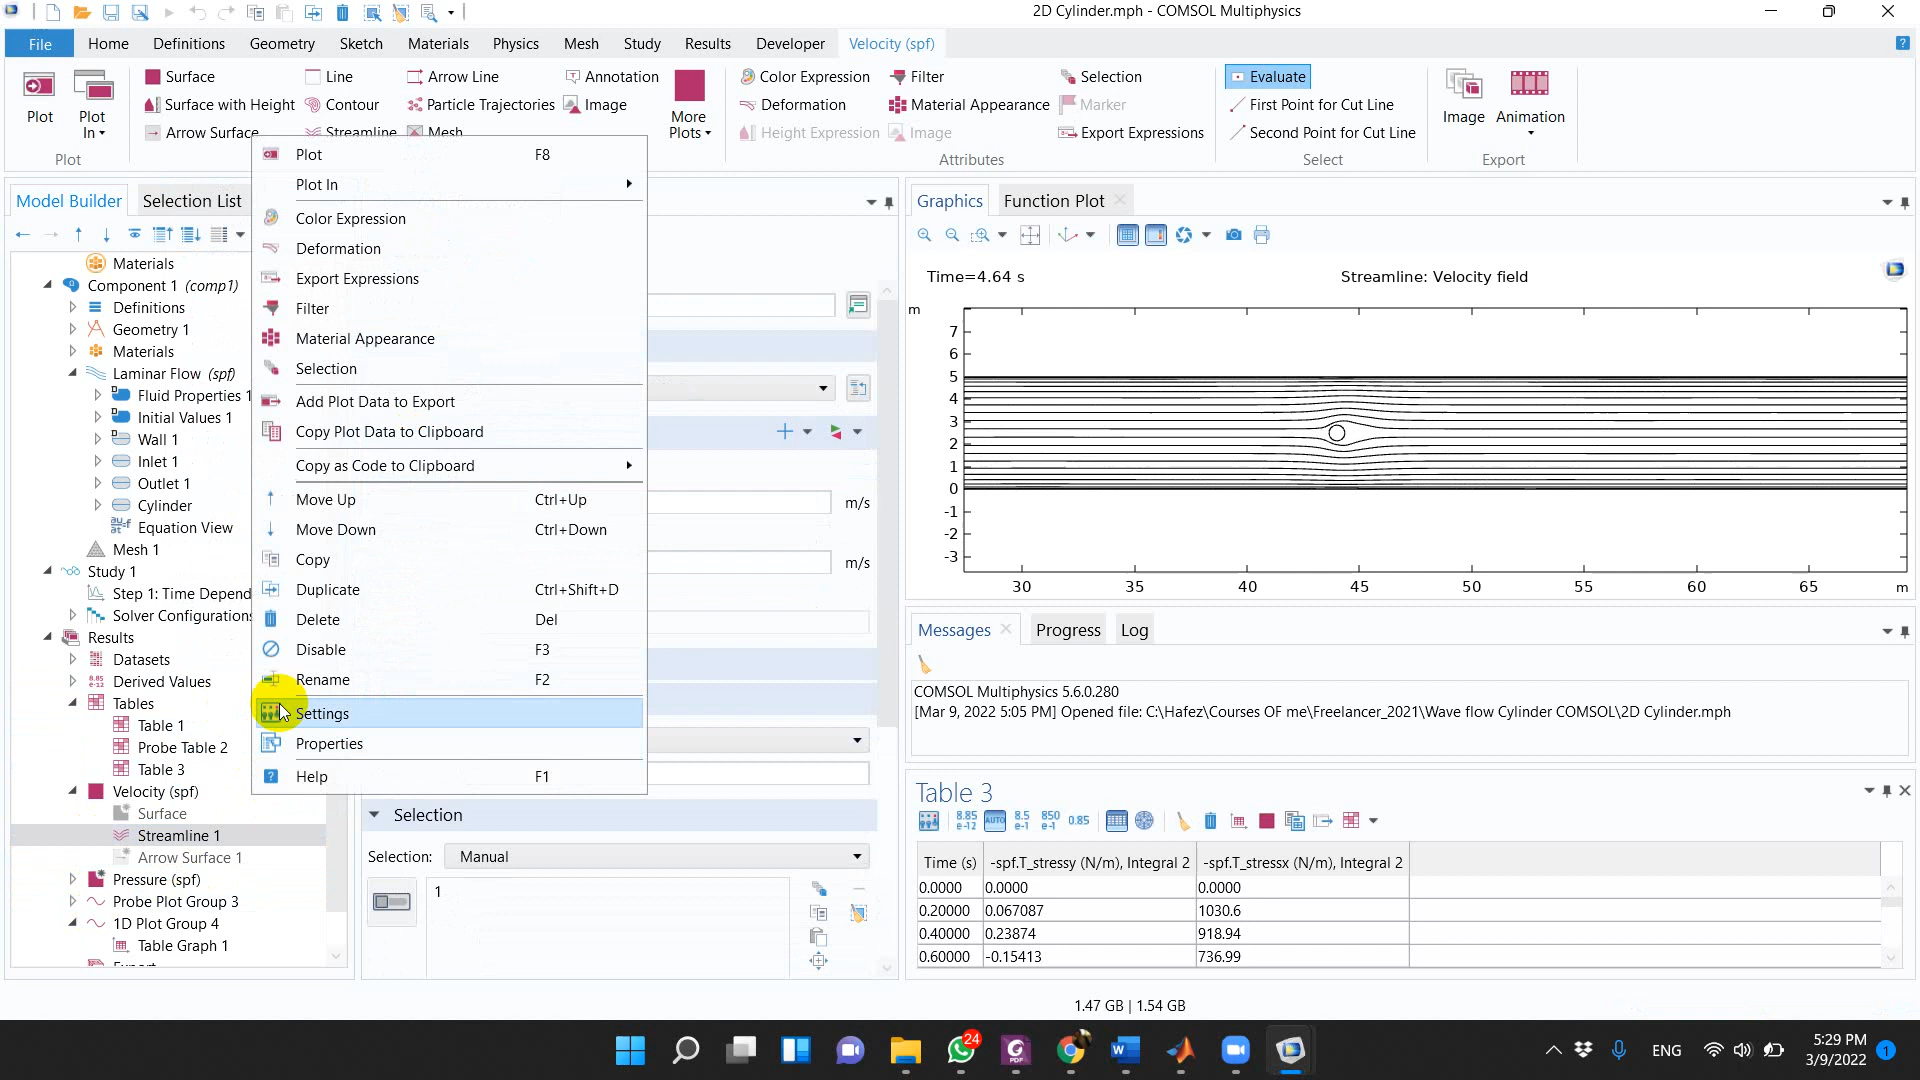 2D Cylinder.mph - COMSOL Multiphysics
File Home Definitions Geometry Sketch Materials Physics Mesh Study Results Developer Velocity (spf)
Surface Line Arrow Line Annotation Color Expression Filter Selection Evaluate
Surface with Height Contour Particle Trajectories Image Deformation Material Appearance Marker First Point for Cut Line
Arrow Surface Streamline Mesh Height Expression Image Export Expressions Second Point for Cut Line
Plot
Plot In
More Plots
Image Animation
Plot Attributes Select Export
Model Builder Selection List
Materials
Component 1 (comp1)
Definitions
Geometry 1
Materials
Laminar Flow (spf)
Fluid Properties 1
Initial Values 1
Wall 1
Inlet 1
Outlet 1
Cylinder
Equation View
Mesh 1
Study 1
Step 1: Time Depend
Solver Configurations
Results
Datasets
Derived Values
Tables
Table 1
Probe Table 2
Table 3
Velocity (spf)
Surface
Streamline 1
Arrow Surface 1
Pressure (spf)
Probe Plot Group 3
1D Plot Group 4
Table Graph 1
Plot F8
Plot In
Color Expression
Deformation
Export Expressions
Filter
Material Appearance
Selection
Add Plot Data to Export
Copy Plot Data to Clipboard
Copy as Code to Clipboard
Move Up Ctrl+Up
Move Down Ctrl+Down
Copy
Duplicate Ctrl+Shift+D
Delete Del
Disable F3
Rename F2
Settings
Properties
Help F1
m/s
m/s
Selection
Selection: Manual
1
Graphics Function Plot
Time=4.64 s Streamline: Velocity field
m
7
6
5
4
3
2
1
0
-1
-2
-3
30 35 40 45 50 55 60 65 m
Messages Progress Log
COMSOL Multiphysics 5.6.0.280
[Mar 9, 2022 5:05 PM] Opened file: C:\Hafez\Courses OF me\Freelancer_2021\Wave flow Cylinder COMSOL\2D Cylinder.mph
Table 3
8.85 e-12 AUTO 8.5 e-1 850 e-1 0.85
Time (s) -spf.T_stressy (N/m), Integral 2 -spf.T_stressx (N/m), Integral 2
0.0000 0.0000 0.0000
0.20000 0.067087 1030.6
0.40000 0.23874 918.94
0.60000 -0.15413 736.99
1.47 GB | 1.54 GB
24
ENG
5:29 PM
3/9/2022
1